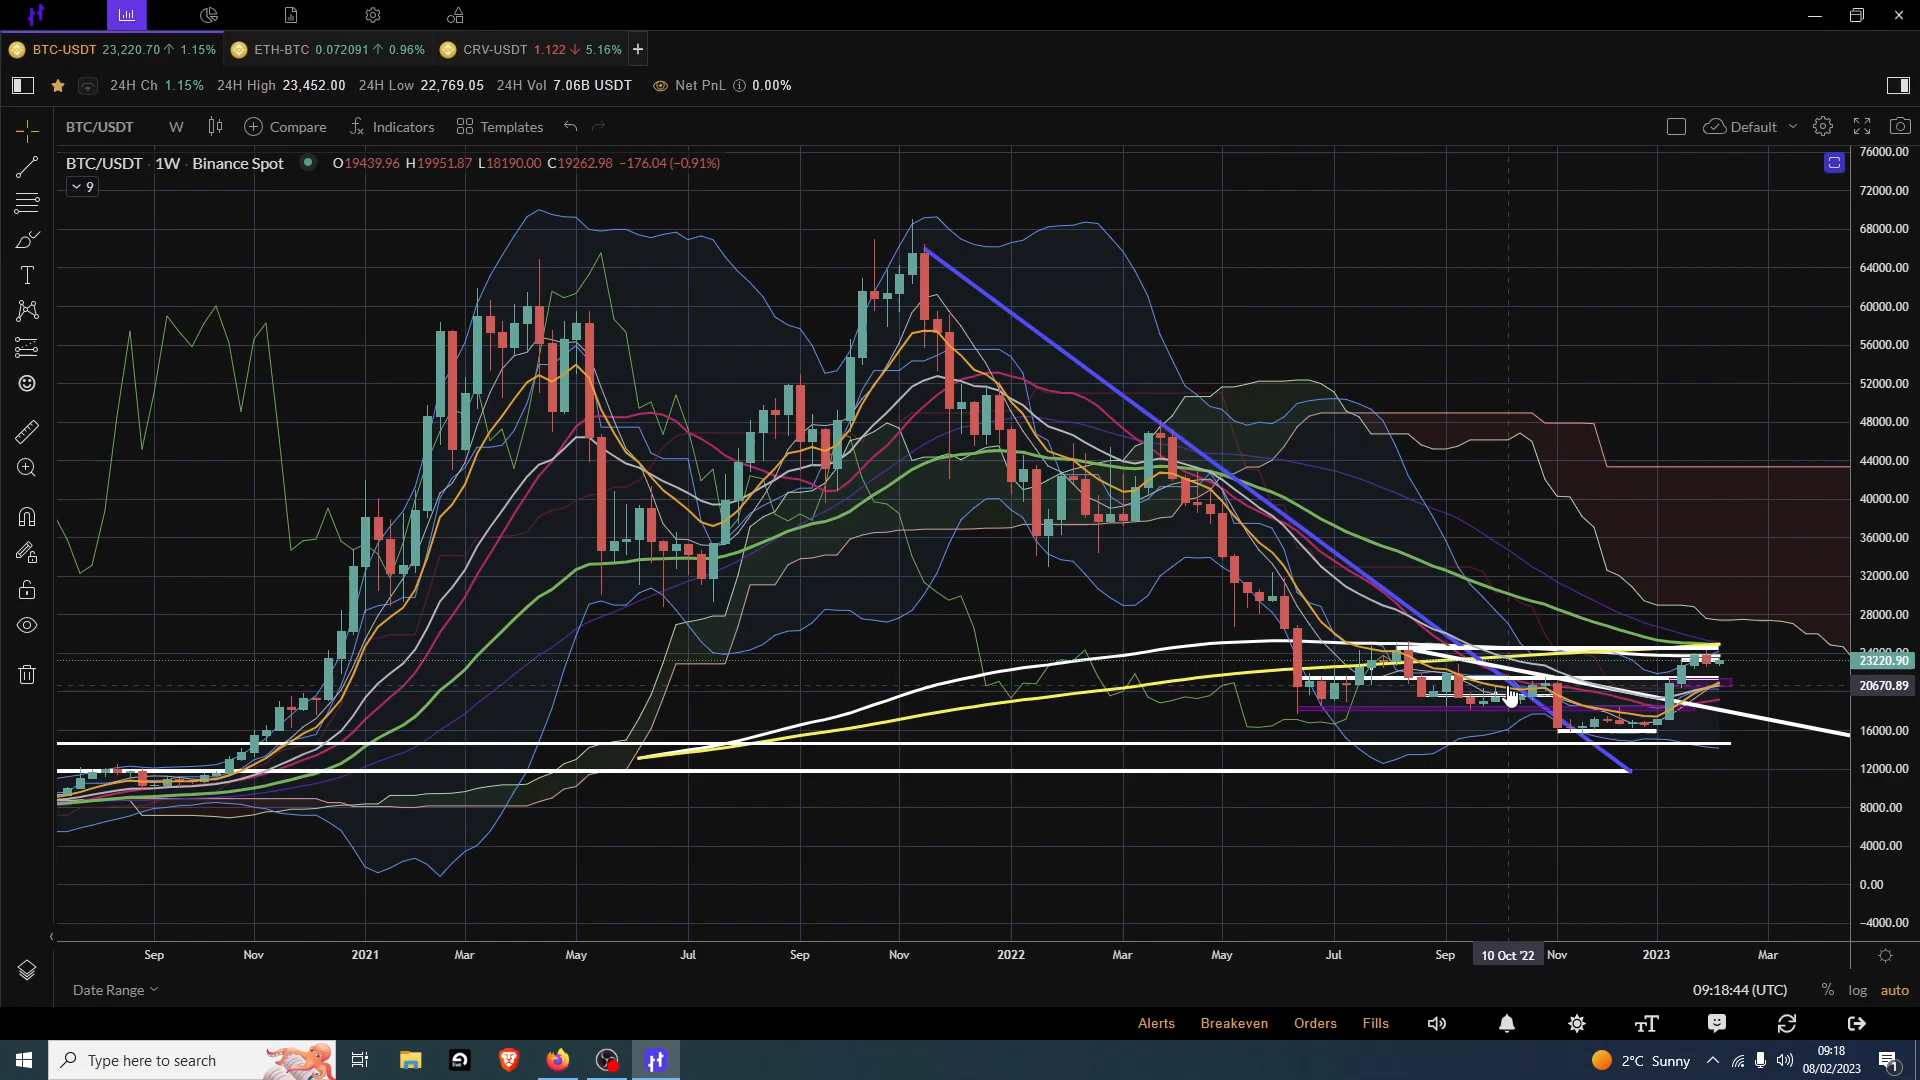 BTC-USDT 23,220.70↑ 1.15% ETH-BTC 0.072091↑ 0.96% CRV-USDT 1.122↓ 5.16% +
24H Ch 1.15% 24H High 23,452.00 24H Low 22,769.05 24H Vol 7.06B USDT Net PnL 0.00%
BTC/USDT W Compare Indicators Templates Default
BTC/USDT · 1W · Binance Spot O19439.96 H19951.87 L18190.00 C19262.98 −176.04 (−0.91%)
9
76000.00
72000.00
68000.00
64000.00
60000.00
56000.00
52000.00
48000.00
44000.00
40000.00
36000.00
32000.00
28000.00
24000.00
23220.90
20670.89
16000.00
12000.00
8000.00
4000.00
0.00
−4000.00
Sep Nov 2021 Mar May Jul Sep Nov 2022 Mar May Jul Sep 10 Oct '22 Nov 2023 Mar
Date Range 09:18:44 (UTC) % log auto
Alerts Breakeven Orders Fills
Type here to search
2°C Sunny
09:18
08/02/2023
1